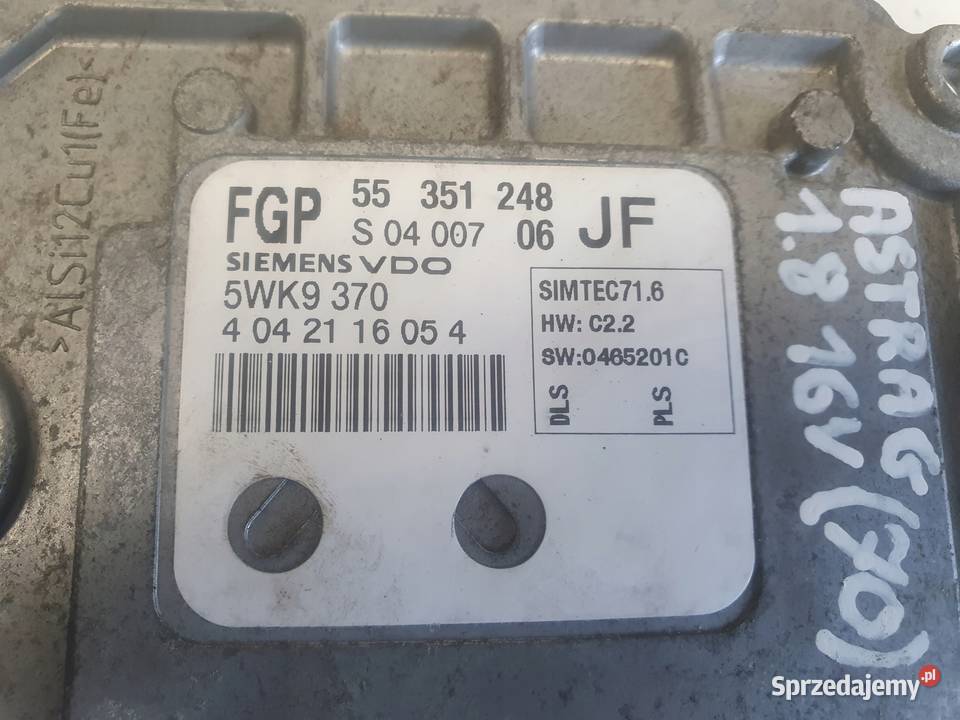 >AlSi12Cu1(Fe)<
FGP 55 351 248 JF
S 04 007 06
SIEMENS VDO
5WK9 370
4 04 21 16 05 4
SIMTEC71.6
HW: C2.2
SW:0465201C
DLS PLS
ASTRA G (70)
1.8 16V (70)
Sprzedajemy.pl